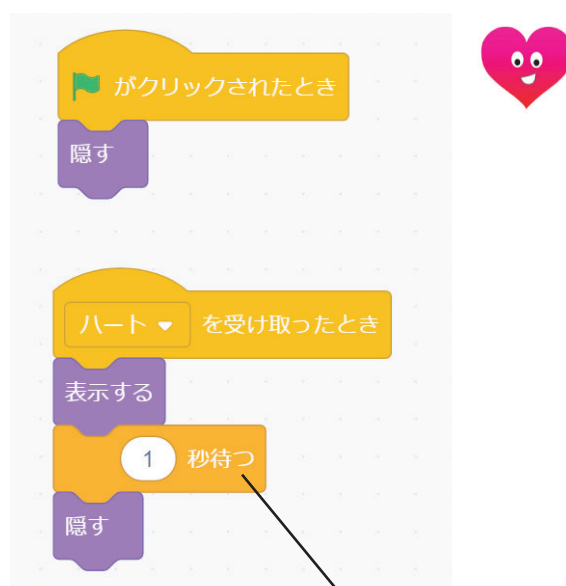 がクリックされたとき
隠す
ハート を受け取ったとき
表示する
1 秒待つ
隠す